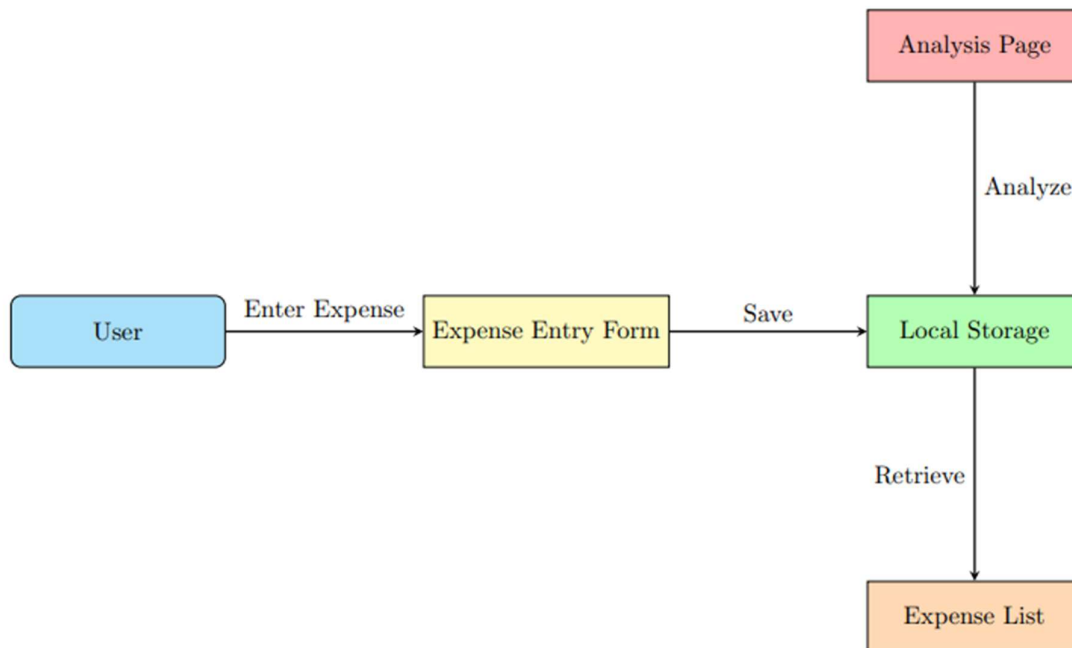 Analysis Page
Analyze
User
Enter Expense
Expense Entry Form
Save
Local Storage
Retrieve
Expense List